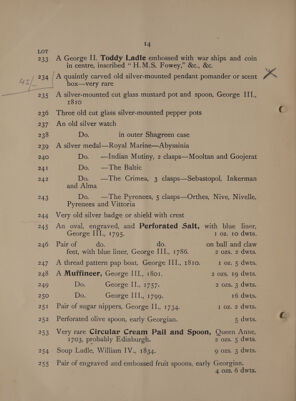 14
LOT
233 A George II. Toddy Ladle embossed with war ships and coin
in centre, inscribed "H.M.S. Fowey," &c., &c.
234 A quaintly carved old silver-mounted pendant pomander or scent
box—very rare
235 A silver-mounted cut glass mustard pot and spoon, George III.,
1820
236 Three old cut glass silver-mounted pepper pots
237 An old silver watch
238 Do. in outer Shagreen case
239 A silver medal—Royal Marine—Abyssinia
240 Do. —Indian Mutiny, 2 clasps—Mooltan and Goojerat
241 Do. —The Baltic
242 Do. —The Crimea, 3 clasps—Sebastopol, Inkerman
and Alma
243 Do. —The Pyrenees, 5 clasps—Orthes, Nive, Nivelle,
Pyrenees and Vittoria
244 Very old silver badge or shield with crest
245 An oval, engraved, and Perforated Salt, with blue liner,
George III., 1795. 1 oz. 10 dwts.
246 Pair of do. do. on ball and claw
feet, with blue liner, George III., 1786. 2 ozs. 3 dwts.
247 A thread pattern pap boat, George III., 1810. 1 oz. 5 dwts.
248 A Muffineer, George III., 1801. 2 ozs. 19 dwts.
249 Do. George II., 1757. 2 ozs. 3 dwts.
250 Do. George III., 1799. 16 dwts.
251 Pair of sugar nippers, George II., 1734. 1 oz. 2 dwts.
252 Perforated olive spoon, early Georgian. 5 dwts.
253 Very rare Circular Cream Pail and Spoon, Queen Anne,
1703, probably Edinburgh. 2 ozs. 5 dwts.
254 Soup Ladle, William IV., 1834. 9 ozs. 3 dwts.
255 Pair of engraved and embossed fruit spoons, early Georgian.
4 ozs. 6 dwts.